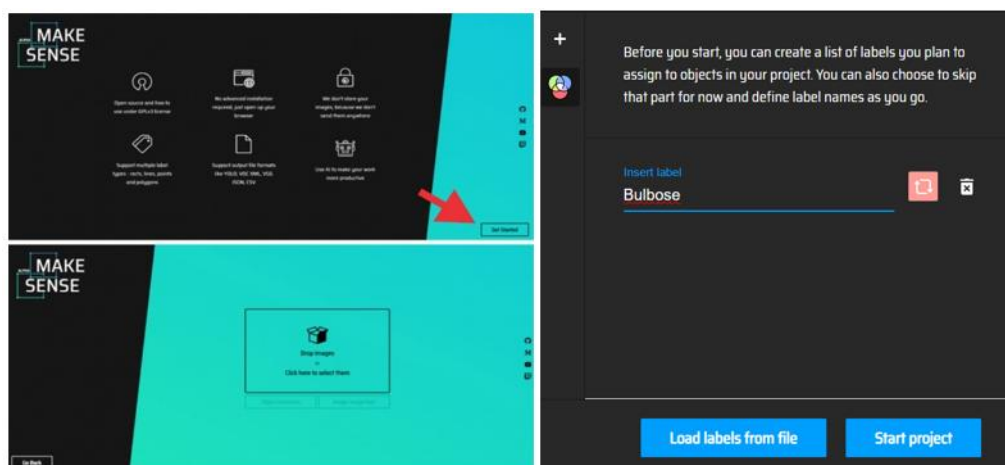 MAKE
SENSE
Open source and free to
use under GPLv3 license
No advanced installation
required, just open up your
browser
We don't store your
images, because we don't
send them anywhere
Support multiple label
types - rects, lines, points
and polygons
Support output file formats
like YOLO, VOC XML, VGG
JSON, CSV
Use AI to make your work
more productive
Get Started
MAKE
SENSE
Drop images
or
Click here to select them
Go Back
Before you start, you can create a list of labels you plan to
assign to objects in your project. You can also choose to skip
that part for now and define label names as you go.
Insert label
Bulbose
Load labels from file
Start project